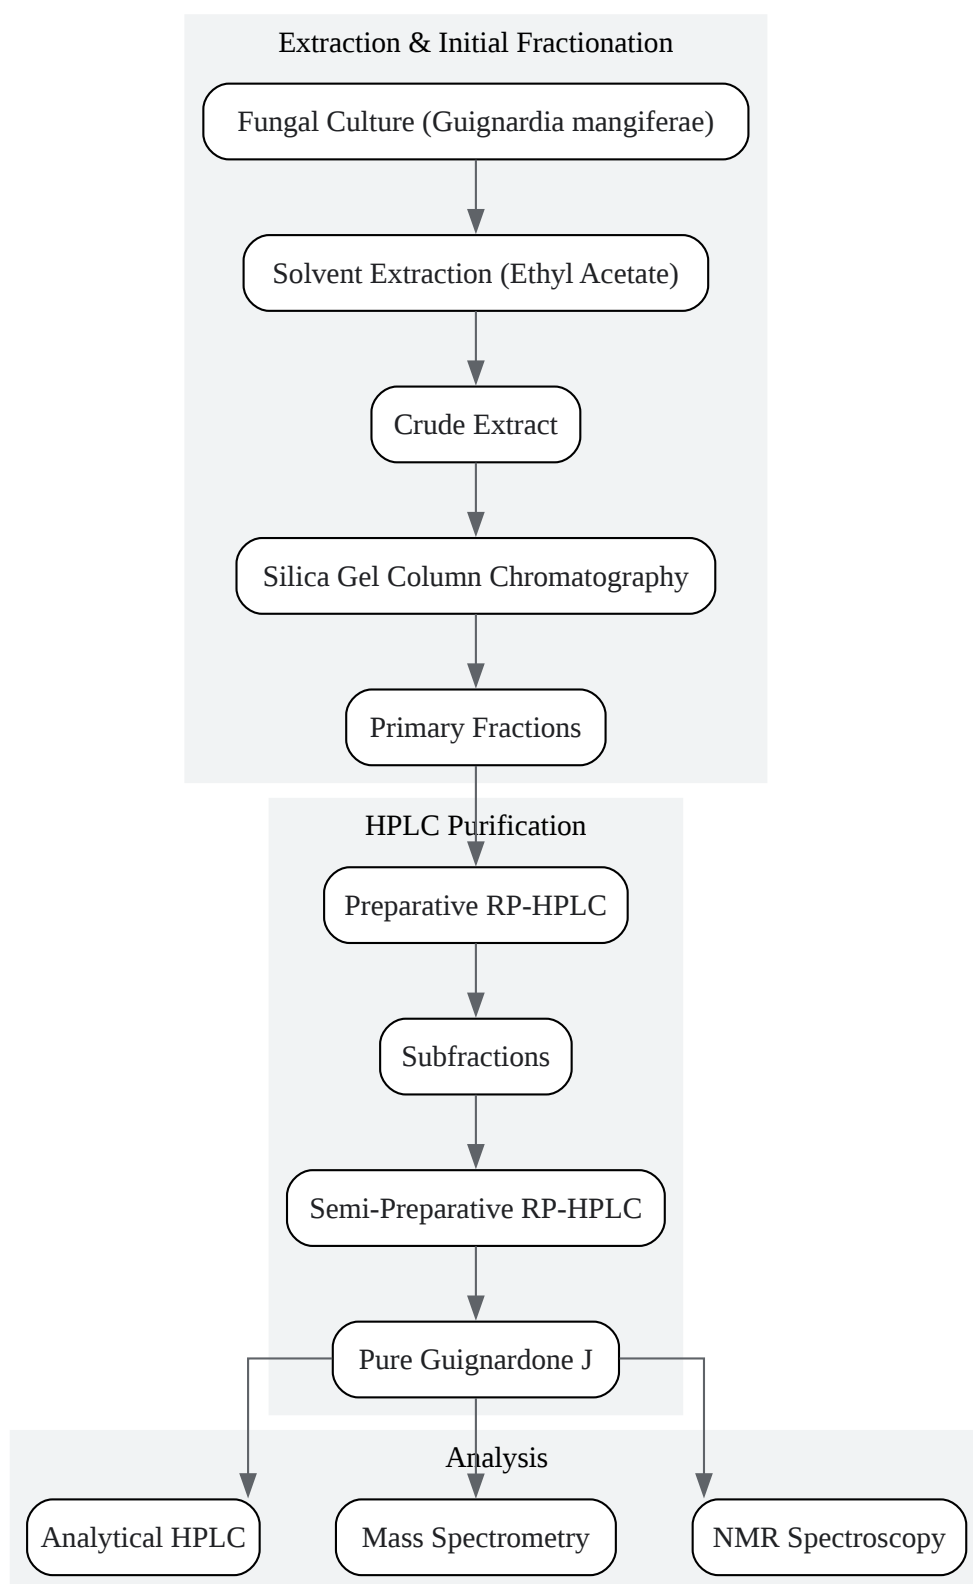 Extraction & Initial Fractionation
Fungal Culture (Guignardia mangiferae)
Solvent Extraction (Ethyl Acetate)
Crude Extract
Silica Gel Column Chromatography
Primary Fractions
HPLC Purification
Preparative RP-HPLC
Subfractions
Semi-Preparative RP-HPLC
Pure Guignardone J
Analysis
Analytical HPLC
Mass Spectrometry
NMR Spectroscopy